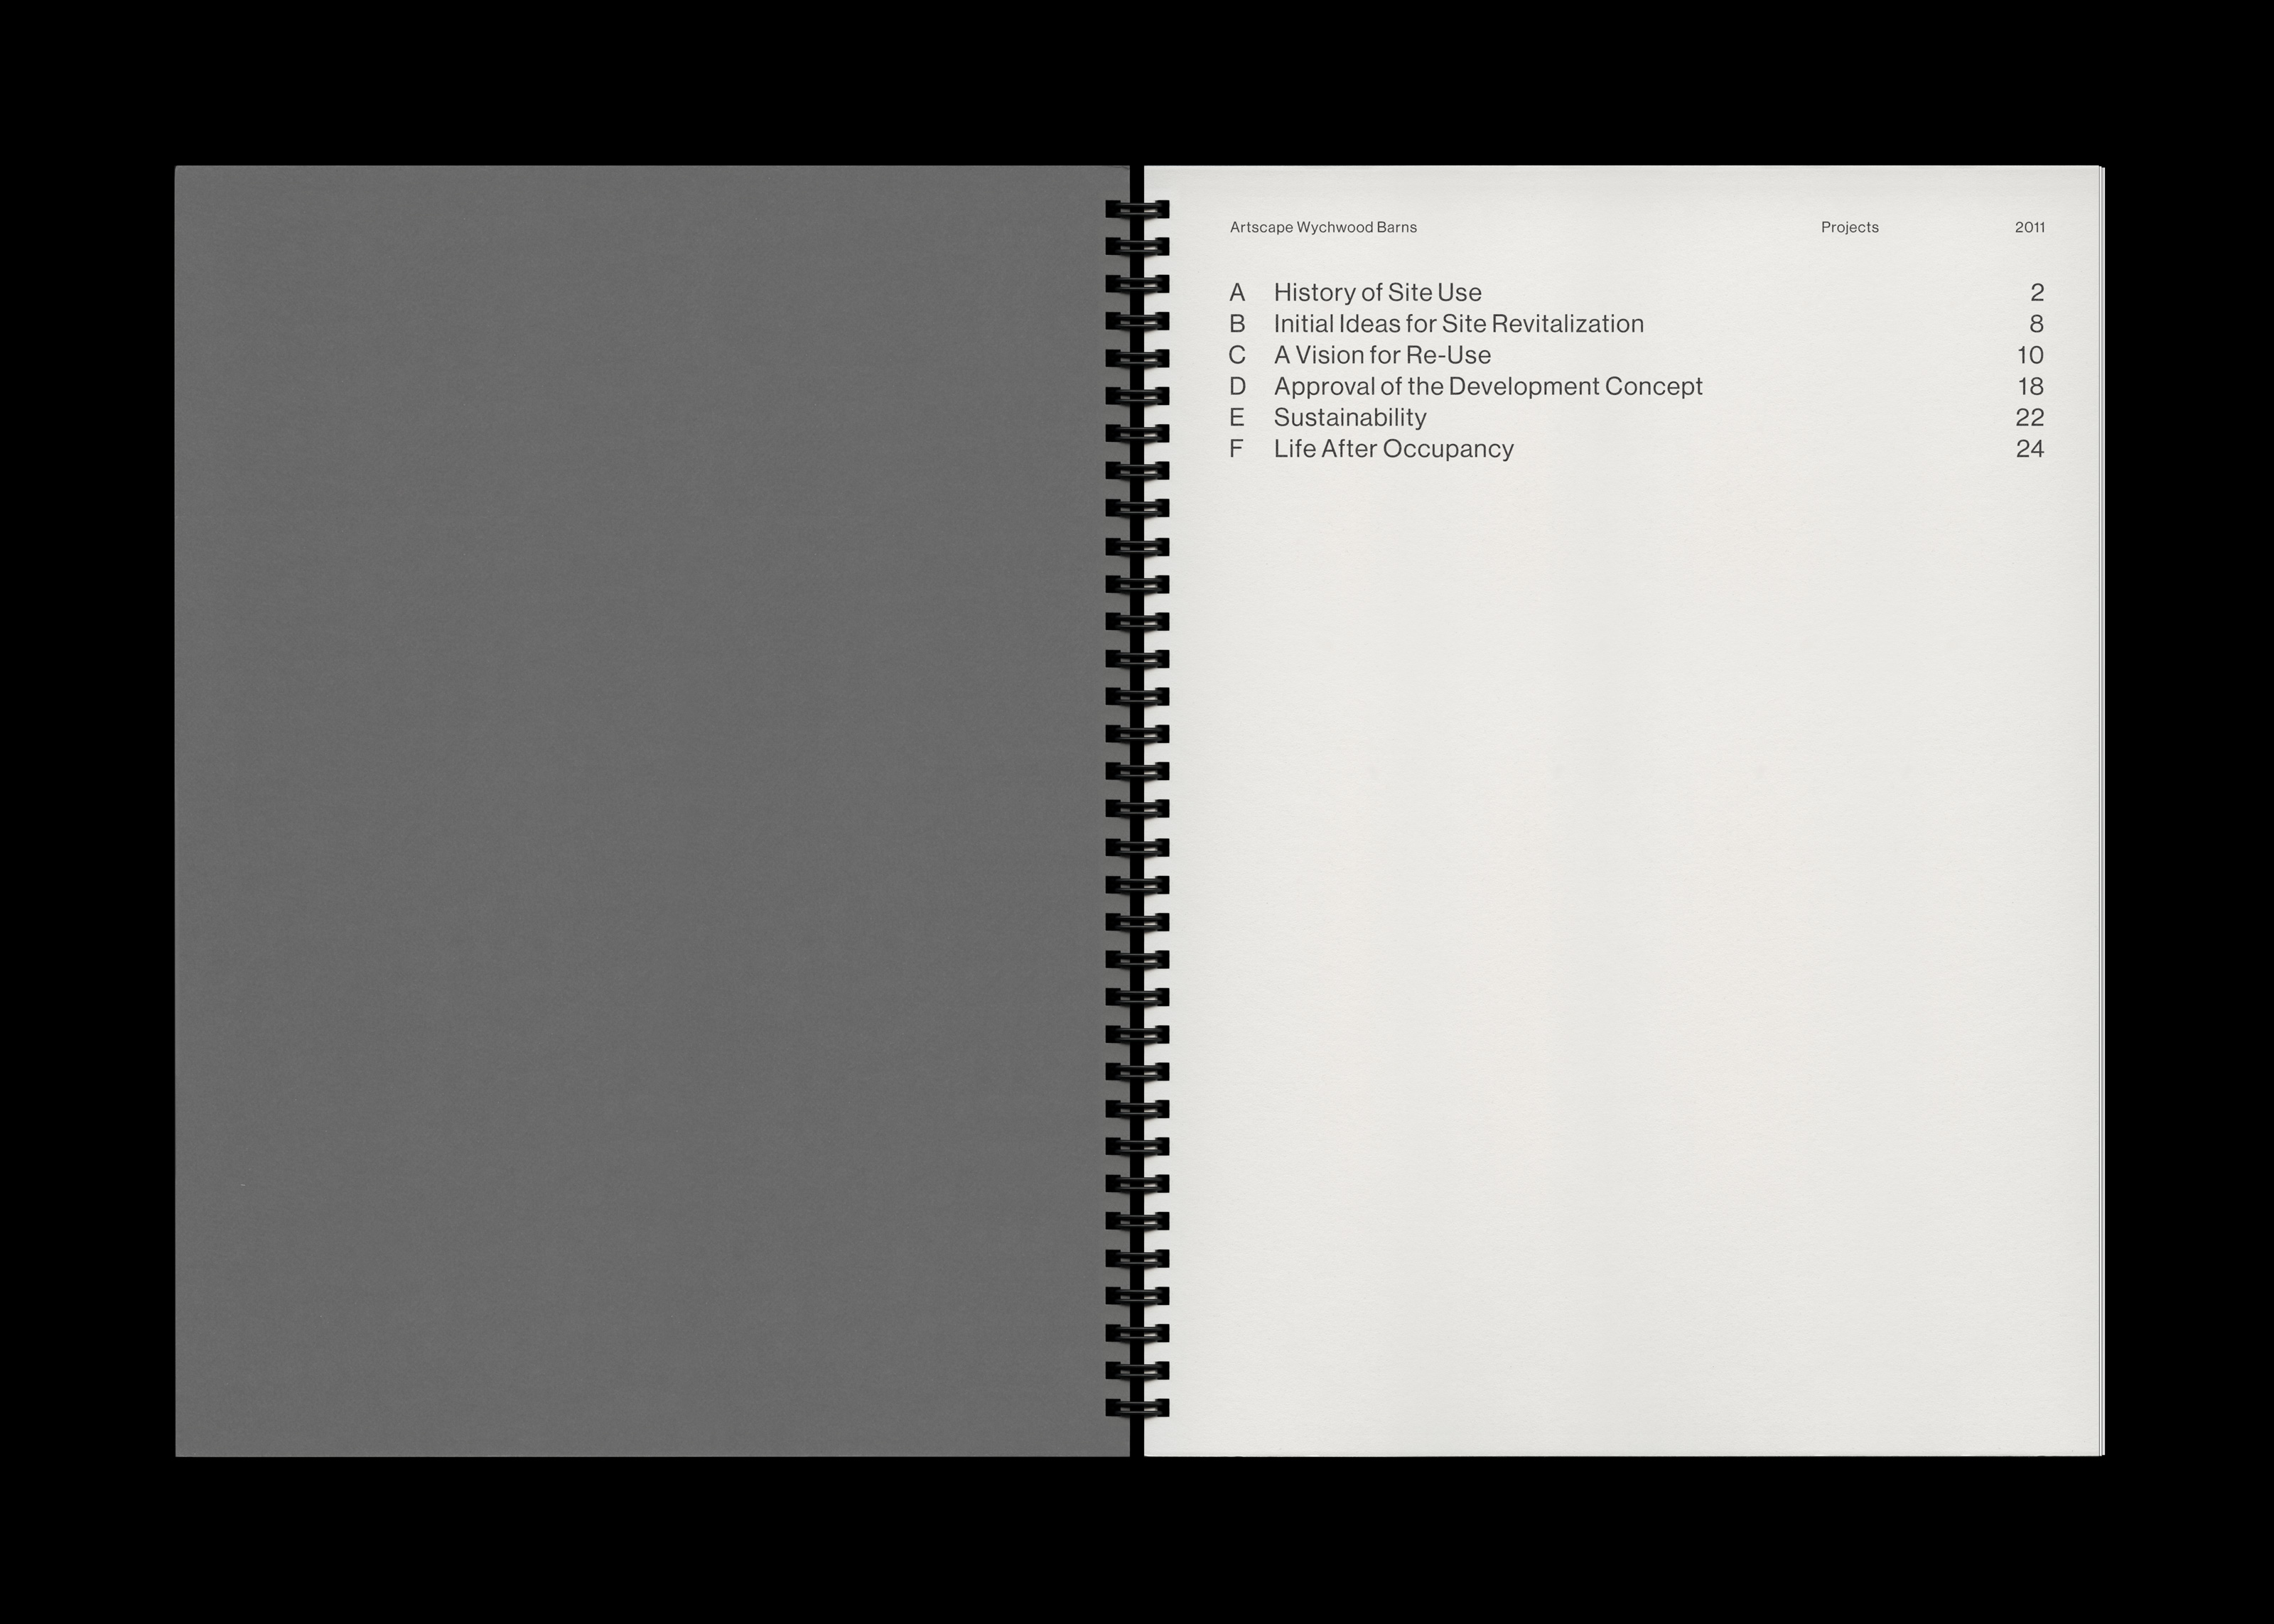 Artscape Wychwood Barns Projects 2011
A History of Site Use 2
B Initial Ideas for Site Revitalization 8
C A Vision for Re-Use 10
D Approval of the Development Concept 18
E Sustainability 22
F Life After Occupancy 24